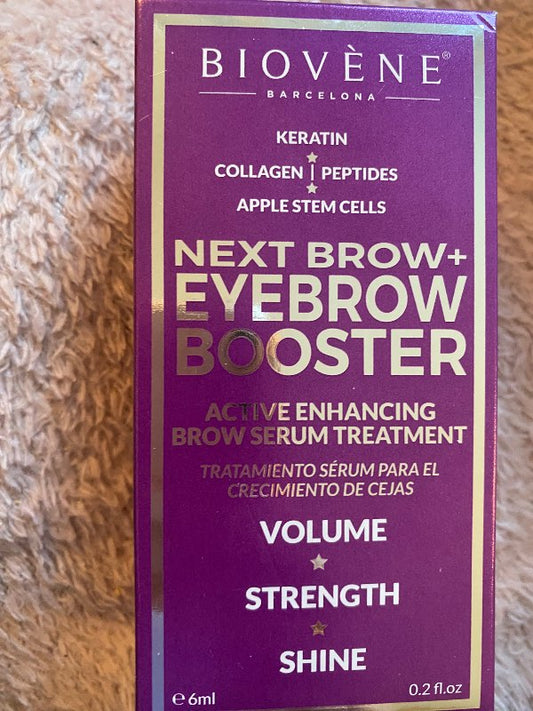 BIOVÈNE®
BARCELONA
KERATIN
COLLAGEN | PEPTIDES
APPLE STEM CELLS
NEXT BROW+
EYEBROW
BOOSTER
ACTIVE ENHANCING
BROW SERUM TREATMENT
TRATAMIENTO SÉRUM PARA EL
CRECIMIENTO DE CEJAS
VOLUME
STRENGTH
SHINE
℮ 6ml 0.2 fl.oz